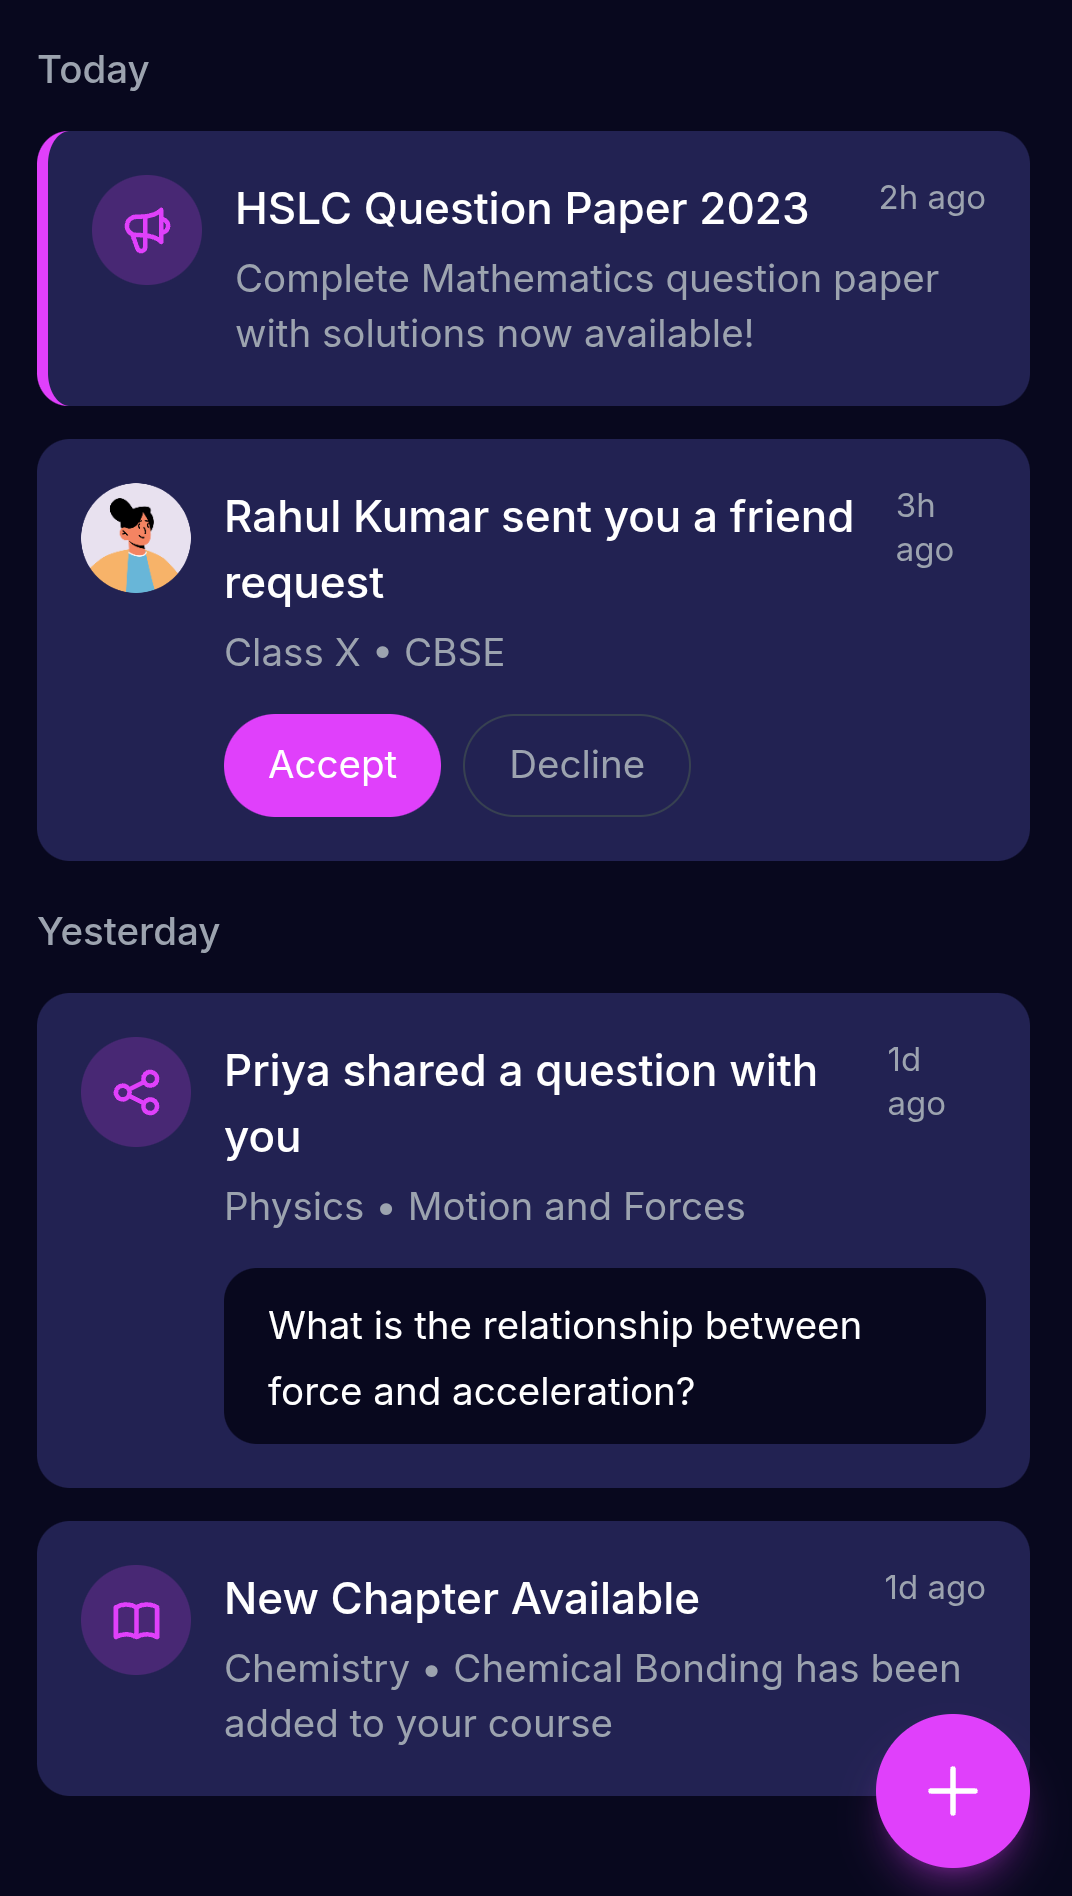 Today
HSLC Question Paper 2023
2h ago
Complete Mathematics question paper
with solutions now available!
Rahul Kumar sent you a friend
request
3h
ago
Class X • CBSE
Accept
Decline
Yesterday
Priya shared a question with
you
1d
ago
Physics • Motion and Forces
What is the relationship between
force and acceleration?
New Chapter Available
1d ago
Chemistry • Chemical Bonding has been
added to your course